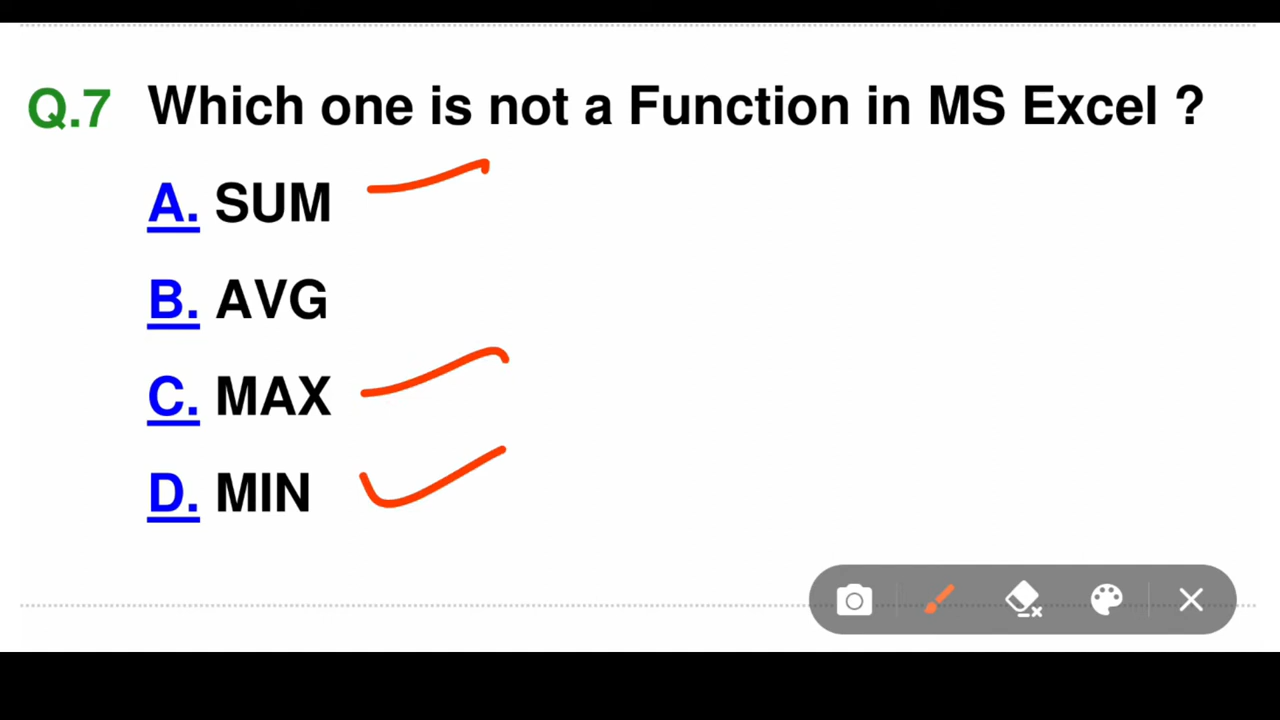 Q.7 Which one is not a Function in MS Excel ?
A. SUM
B. AVG
C. MAX
D. MIN